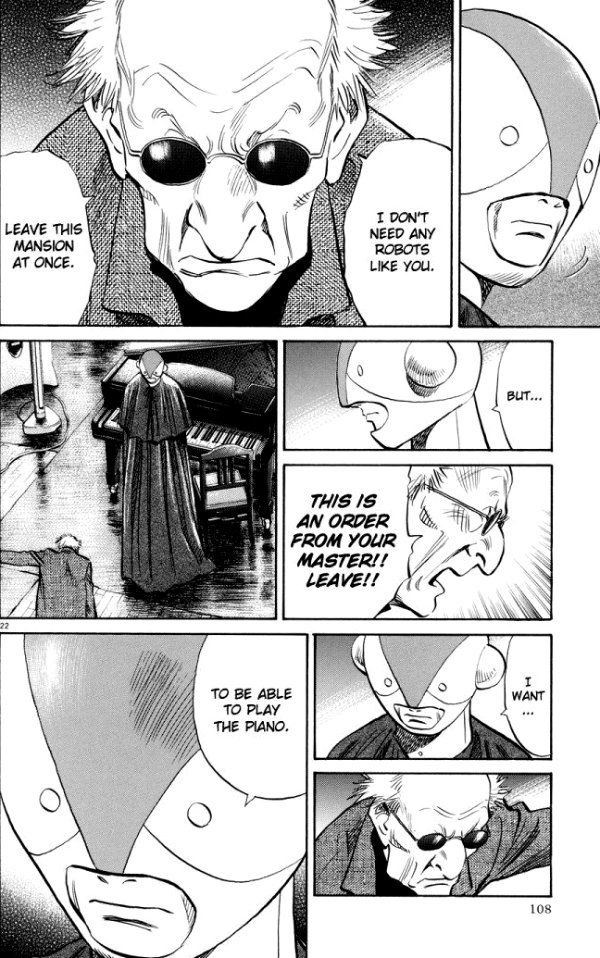 I DON'T
NEED ANY
ROBOTS
LIKE YOU.
LEAVE THIS
MANSION
AT ONCE.
BUT...
THIS IS
AN ORDER
FROM YOUR
MASTER!!
LEAVE!!
22
I
WANT
...
TO BE ABLE
TO PLAY
THE PIANO.
108